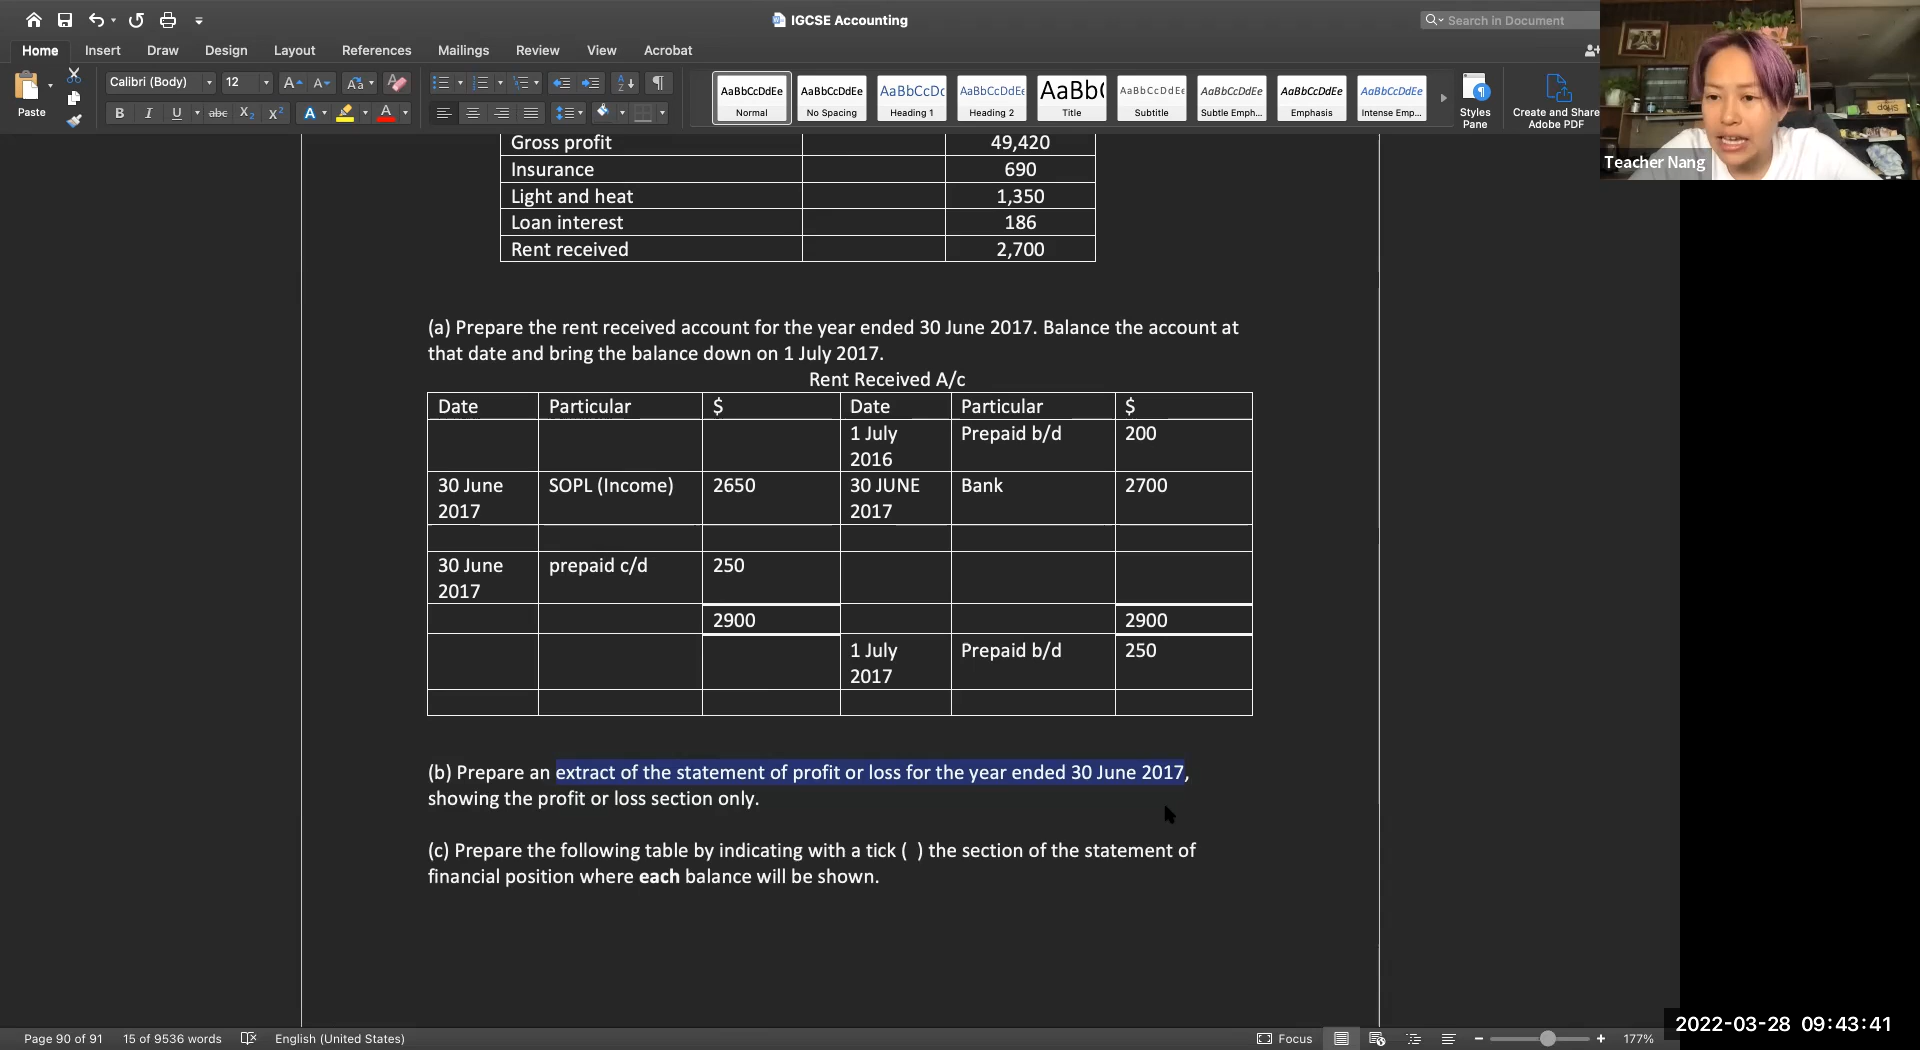 IGCSE Accounting
Search in Document
Home Insert Draw Design Layout References Mailings Review View Acrobat
Paste
Calibri (Body) 12
AaBbCcDdEe AaBbCcDdEe AaBbCcDc AaBbCcDdEe AaBb( AaBbCcDdEe AaBbCcDdEe AaBbCcDdEe AaBbCcDdEe
Normal No Spacing Heading 1 Heading 2 Title Subtitle Subtle Emph... Emphasis Intense Emp...
Styles Pane
Create and Share Adobe PDF
Teacher Nang
Gross profit 49,420
Insurance 690
Light and heat 1,350
Loan interest 186
Rent received 2,700
(a) Prepare the rent received account for the year ended 30 June 2017. Balance the account at
that date and bring the balance down on 1 July 2017.
Rent Received A/c
Date Particular $ Date Particular $
1 July 2016 Prepaid b/d 200
30 June 2017 SOPL (Income) 2650 30 JUNE 2017 Bank 2700
30 June 2017 prepaid c/d 250
2900 2900
1 July 2017 Prepaid b/d 250
(b) Prepare an extract of the statement of profit or loss for the year ended 30 June 2017,
showing the profit or loss section only.
(c) Prepare the following table by indicating with a tick ( ) the section of the statement of
financial position where each balance will be shown.
Page 90 of 91 15 of 9536 words English (United States) Focus 177%
2022-03-28 09:43:41